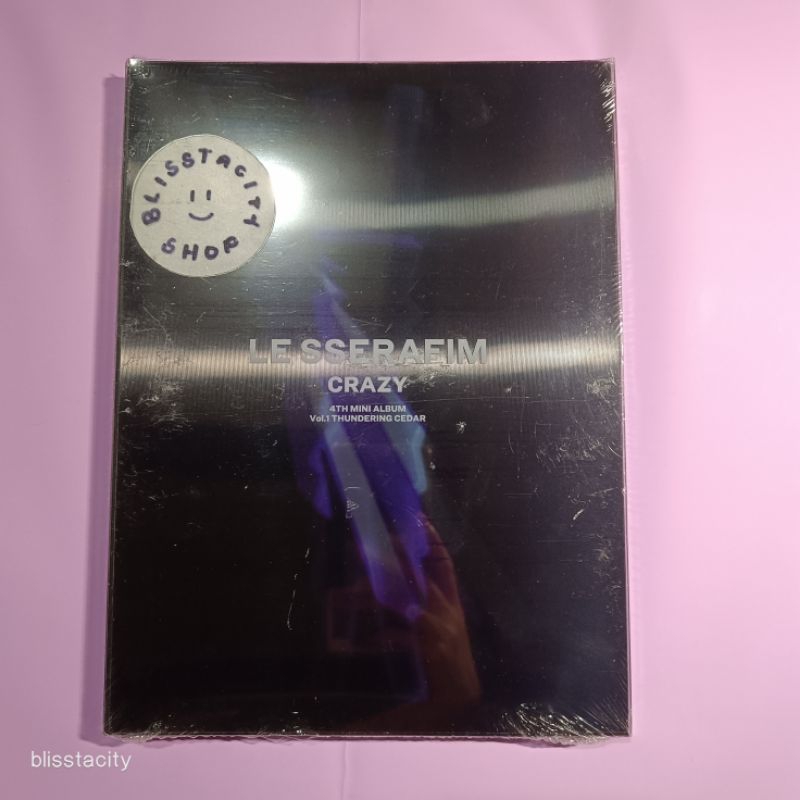 BLISSTACITY
SHOP
LE SSERAFIM
CRAZY
4TH MINI ALBUM
Vol.1 THUNDERING CEDAR
blisstacity